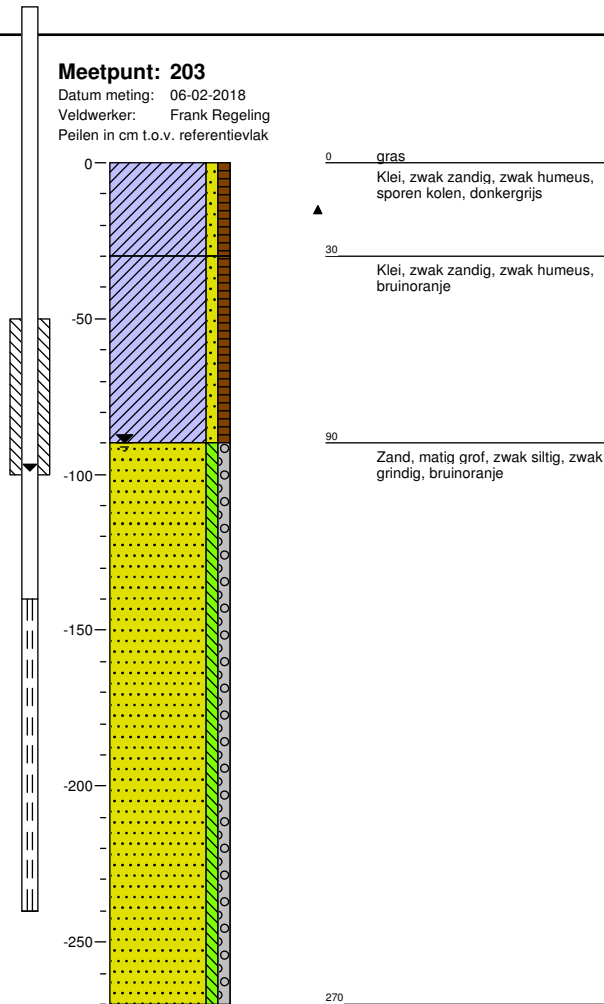 Meetpunt: 203
Datum meting: 06-02-2018
Veldwerker: Frank Regeling
Peilen in cm t.o.v. referentievlak
0
0 gras
Klei, zwak zandig, zwak humeus,
sporen kolen, donkergrijs
30
Klei, zwak zandig, zwak humeus,
bruinoranje
-50
90
Zand, matig grof, zwak siltig, zwak
grindig, bruinoranje
-100
-150
-200
-250
270